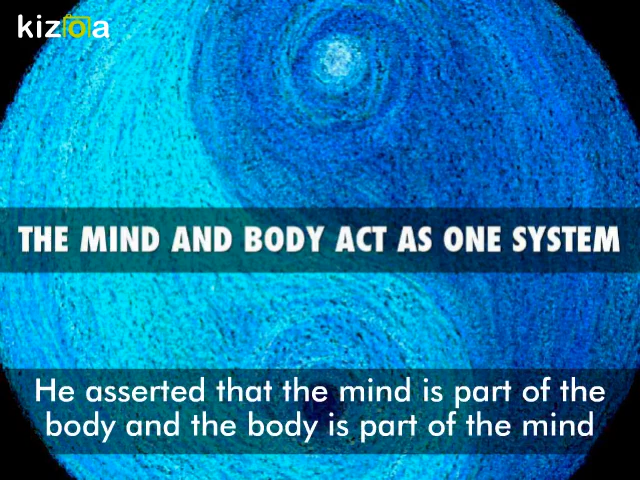 kizoa
THE MIND AND BODY ACT AS ONE SYSTEM
He asserted that the mind is part of the
body and the body is part of the mind